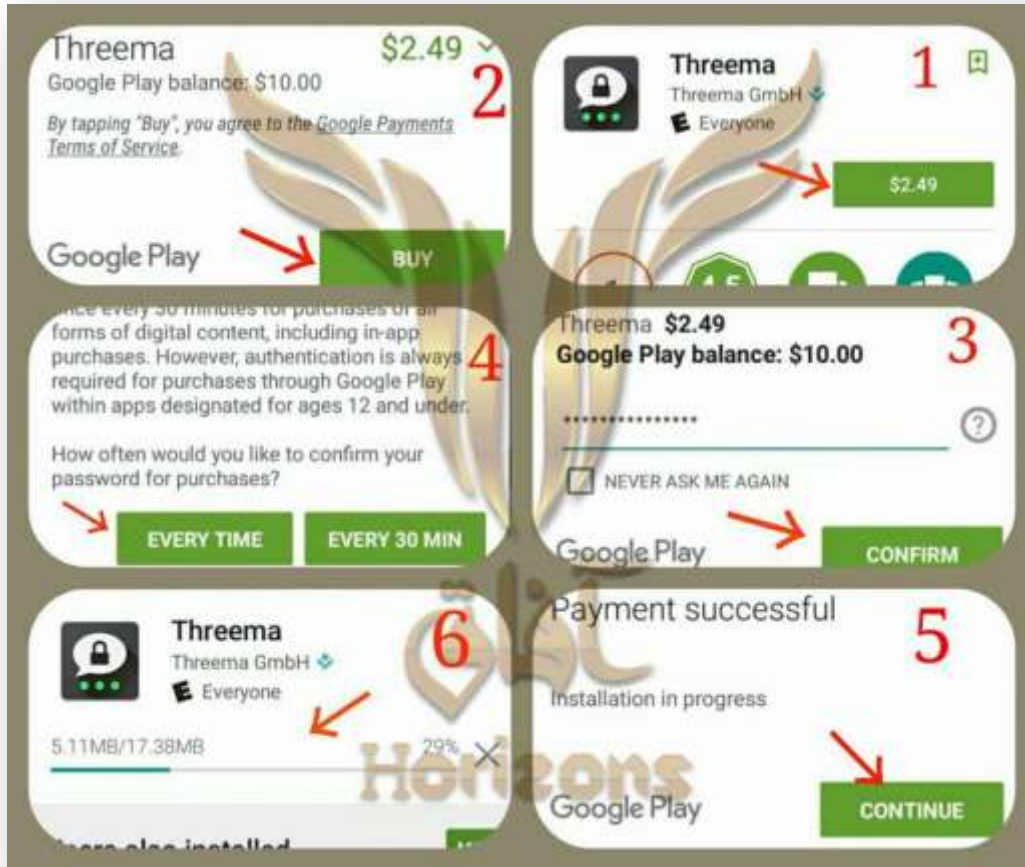 Threema $2.49
Google Play balance: $10.00
2
By tapping "Buy", you agree to the Google Payments
Terms of Service.
Google Play
BUY
Threema
1
Threema GmbH
E Everyone
$2.49
4.5
forms of digital content, including in-app
purchases. However, authentication is always
required for purchases through Google Play
within apps designated for ages 12 and under.
4
How often would you like to confirm your
password for purchases?
EVERY TIME
EVERY 30 MIN
Threema $2.49
Google Play balance: $10.00
3
NEVER ASK ME AGAIN
Google Play
CONFIRM
Threema
6
Threema GmbH
E Everyone
5.11MB/17.38MB
29%
Payment successful
5
Installation in progress
Google Play
CONTINUE
آفاق
Horizons